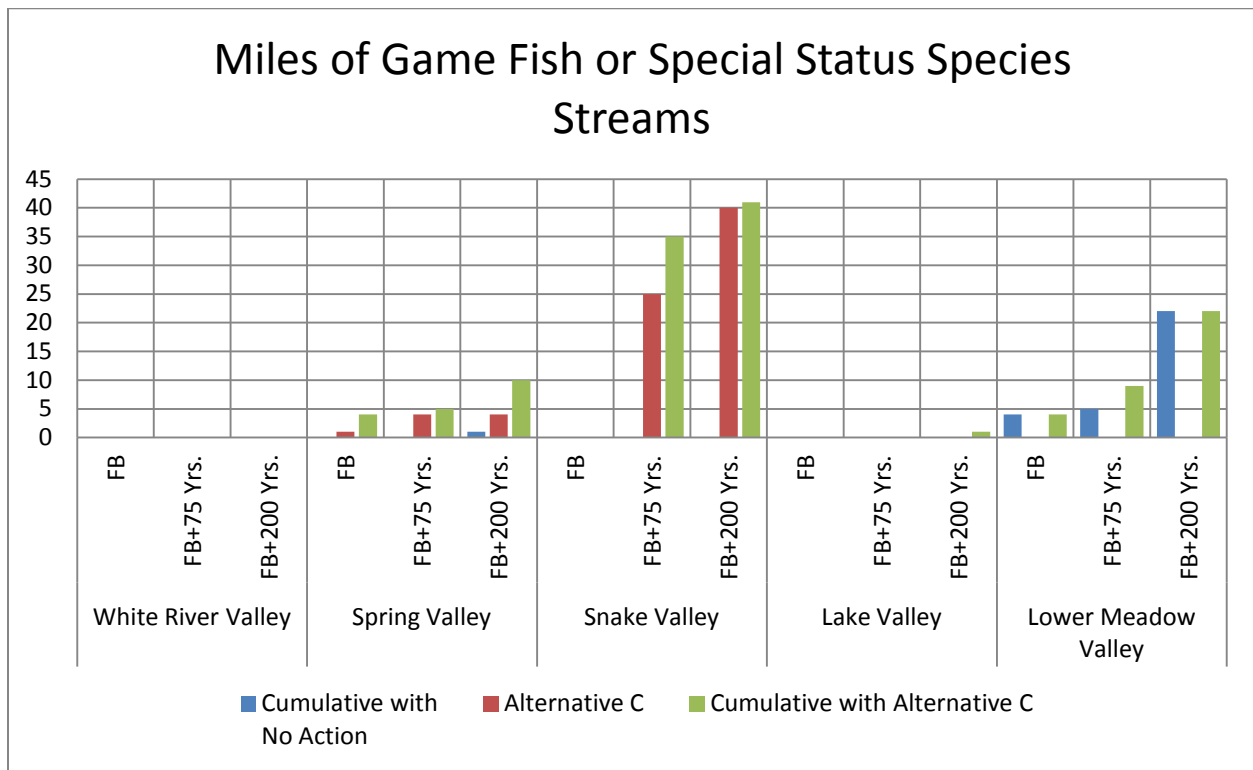 Miles of Game Fish or Special Status Species
Streams
45
40
35
30
25
20
15
10
5
0
FB
FB+75 Yrs.
FB+200 Yrs.
FB
FB+75 Yrs.
FB+200 Yrs.
FB
FB+75 Yrs.
FB+200 Yrs.
FB
FB+75 Yrs.
FB+200 Yrs.
FB
FB+75 Yrs.
FB+200 Yrs.
White River Valley
Spring Valley
Snake Valley
Lake Valley
Lower Meadow
Valley
Cumulative with
No Action
Alternative C
Cumulative with Alternative C